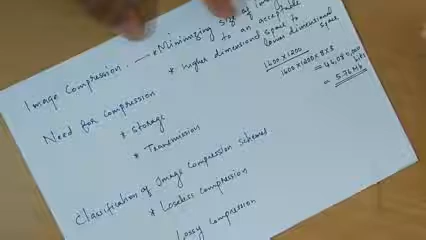 Image Compression : → * Minimizing size of
to an acceptable
* higher dimensional space to
lower dimensional space
1600 x 1200
1600 x 1200 x 8 x 3
= 46,080,000
bits
= 5.76 Mb
Need for compression
* Storage
* Transmission
Classification of Image Compression schemes
* Loseless Compression
Lossy Compression